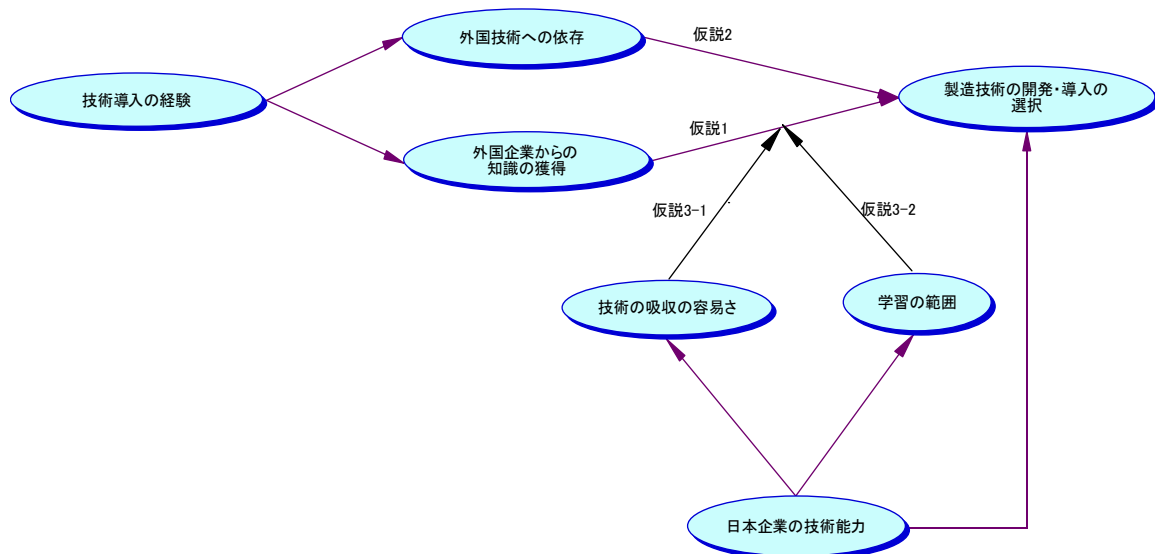 外国技術への依存
仮説2
技術導入の経験
製造技術の開発・導入の
選択
仮説1
外国企業からの
知識の獲得
仮説3-1
仮説3-2
技術の吸収の容易さ
学習の範囲
日本企業の技術能力